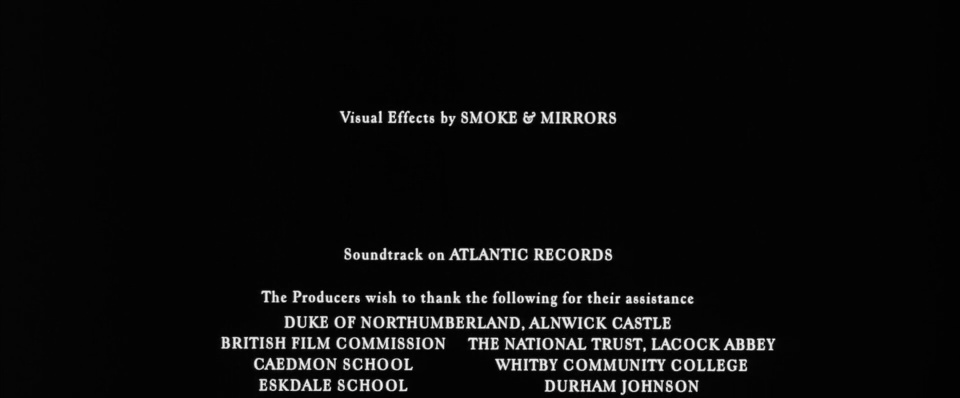 Visual Effects by SMOKE & MIRRORS
Soundtrack on ATLANTIC RECORDS
The Producers wish to thank the following for their assistance
DUKE OF NORTHUMBERLAND, ALNWICK CASTLE
BRITISH FILM COMMISSION THE NATIONAL TRUST, LACOCK ABBEY
CAEDMON SCHOOL WHITBY COMMUNITY COLLEGE
ESKDALE SCHOOL DURHAM JOHNSON